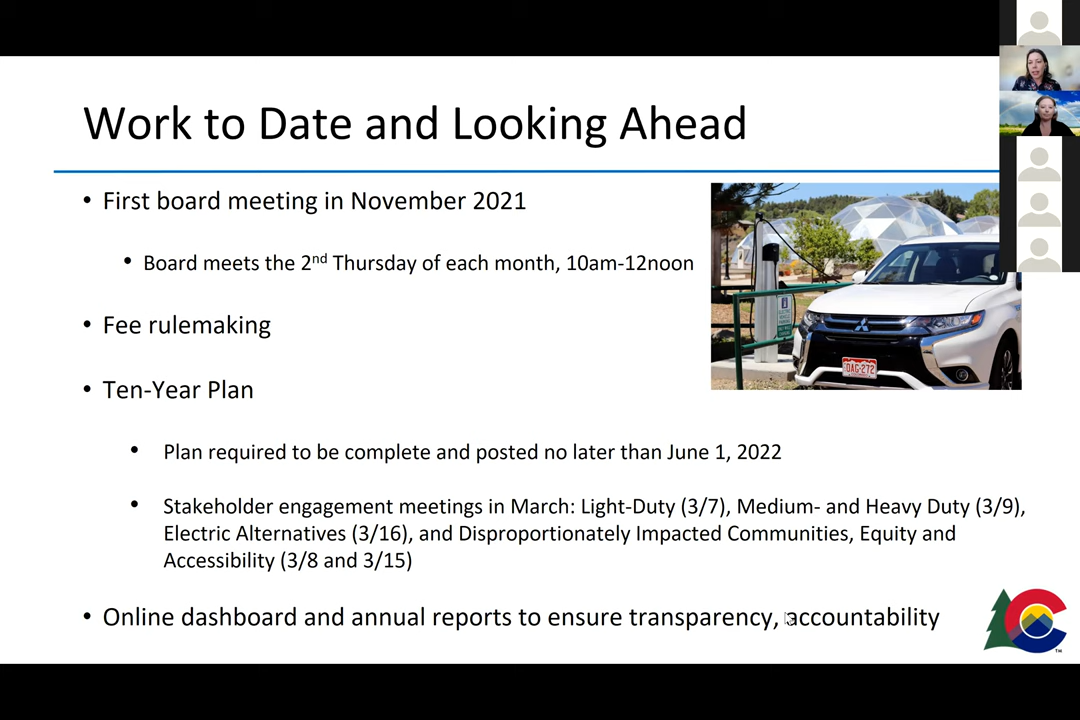 Work to Date and Looking Ahead
• First board meeting in November 2021
• Board meets the 2nd Thursday of each month, 10am-12noon
• Fee rulemaking
• Ten-Year Plan
• Plan required to be complete and posted no later than June 1, 2022
• Stakeholder engagement meetings in March: Light-Duty (3/7), Medium- and Heavy Duty (3/9),
Electric Alternatives (3/16), and Disproportionately Impacted Communities, Equity and
Accessibility (3/8 and 3/15)
• Online dashboard and annual reports to ensure transparency, accountability
TM